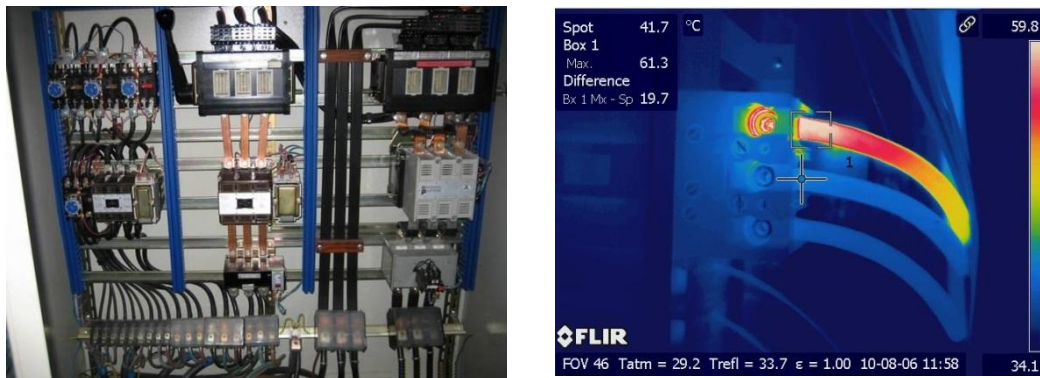 Spot 41.7 °C
Box 1
Max. 61.3
Difference
Bx 1 Mx - Sp 19.7
59.8
1
FLIR
FOV 46 Tatm = 29.2 Trefl = 33.7 ε = 1.00 10-08-06 11:58
34.1